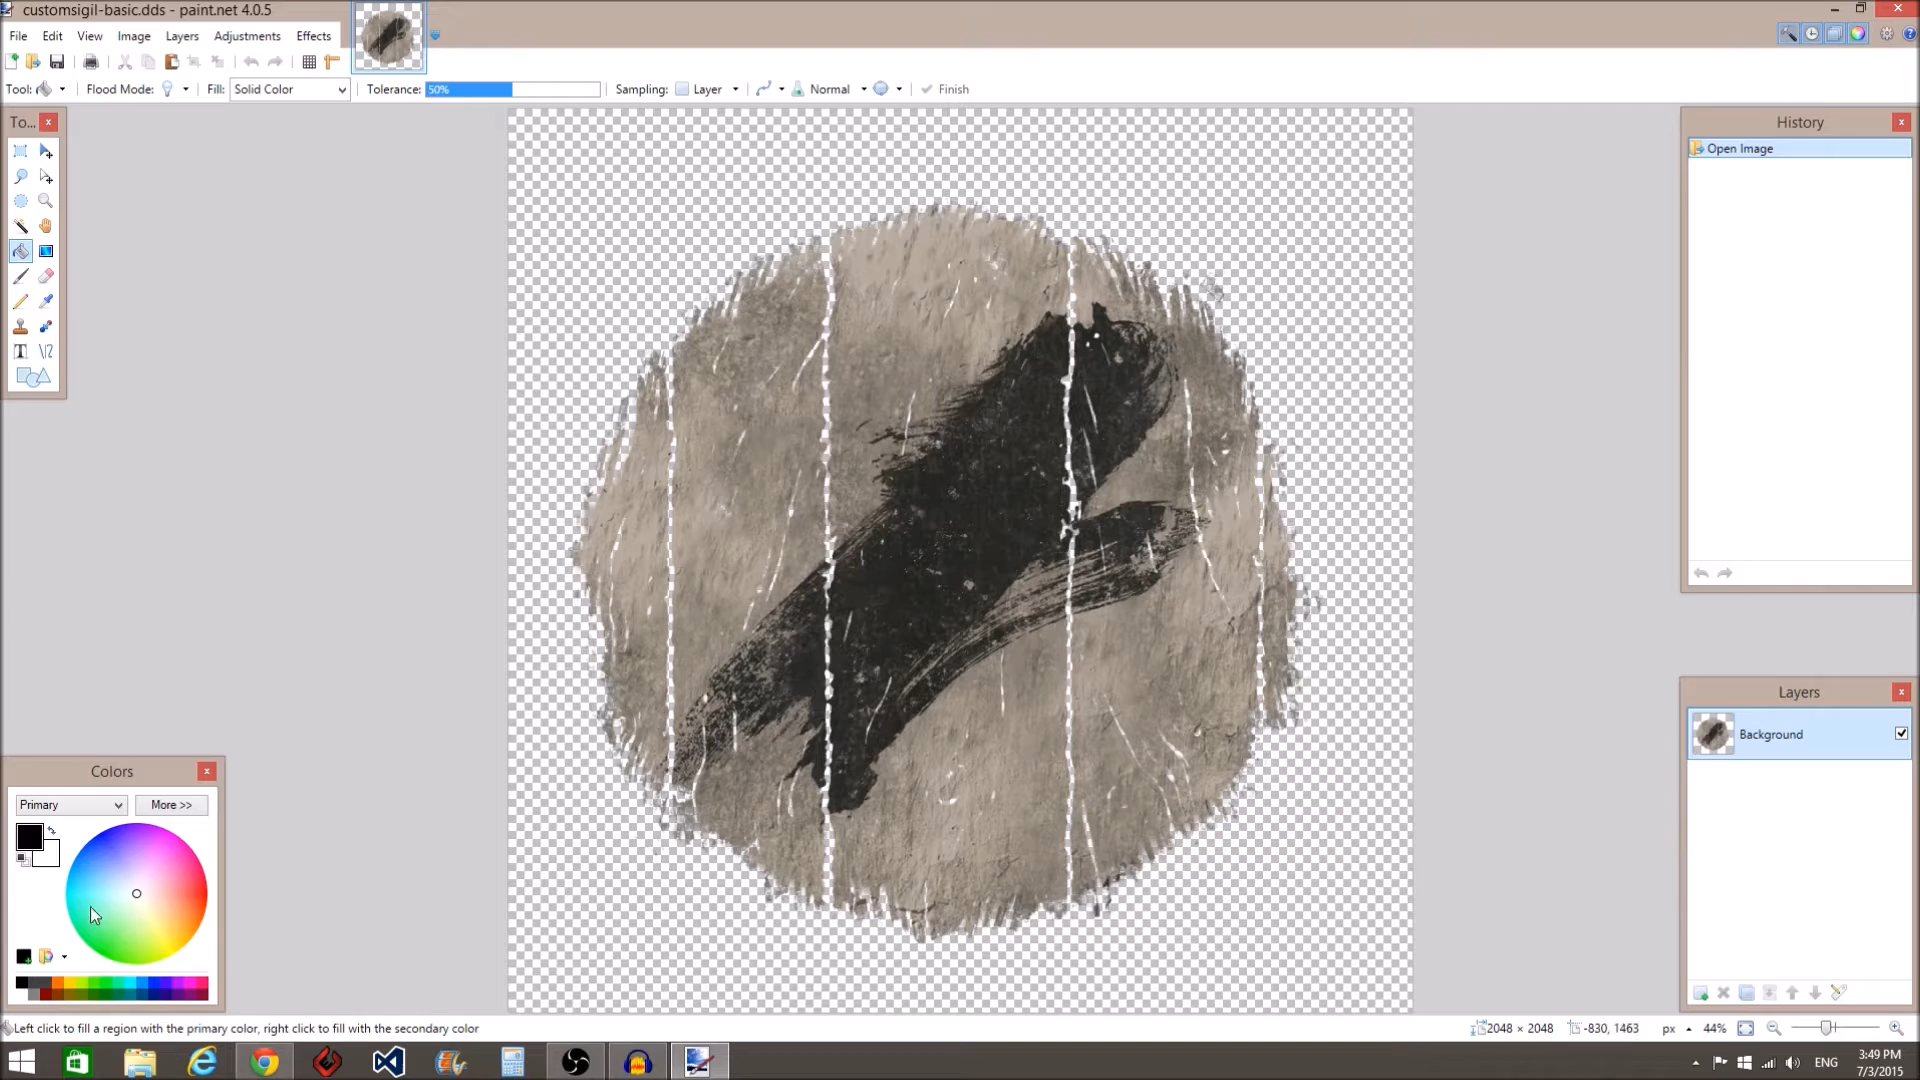 customsigil-basic.dds - paint.net 4.0.5
File Edit View Image Layers Adjustments Effects
Tool: Flood Mode: Fill: Solid Color Tolerance: 50% Sampling: Layer Normal Finish
To...
History
Open Image
Layers
Background
Colors
Primary More >>
Left click to fill a region with the primary color, right click to fill with the secondary color
2048 × 2048 -830, 1463 px 44%
ENG 3:49 PM
7/3/2015